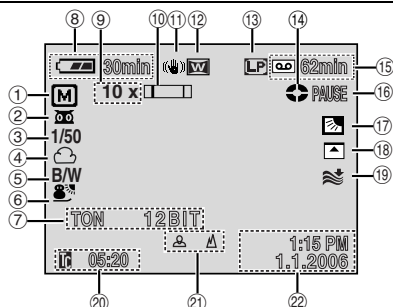 ⑧ ⑨ ⑩ ⑪ ⑫ ⑬ ⑭
30min W LP 62min ⑮
① M 10 x PAUSE ⑯
②
③ 1/50 ⑰
④ ⑱
⑤ B/W ⑲
⑥
⑦ TON 12BIT
1:15 PM
TC 05:20 1.1.2006
⑳ ㉑ ㉒